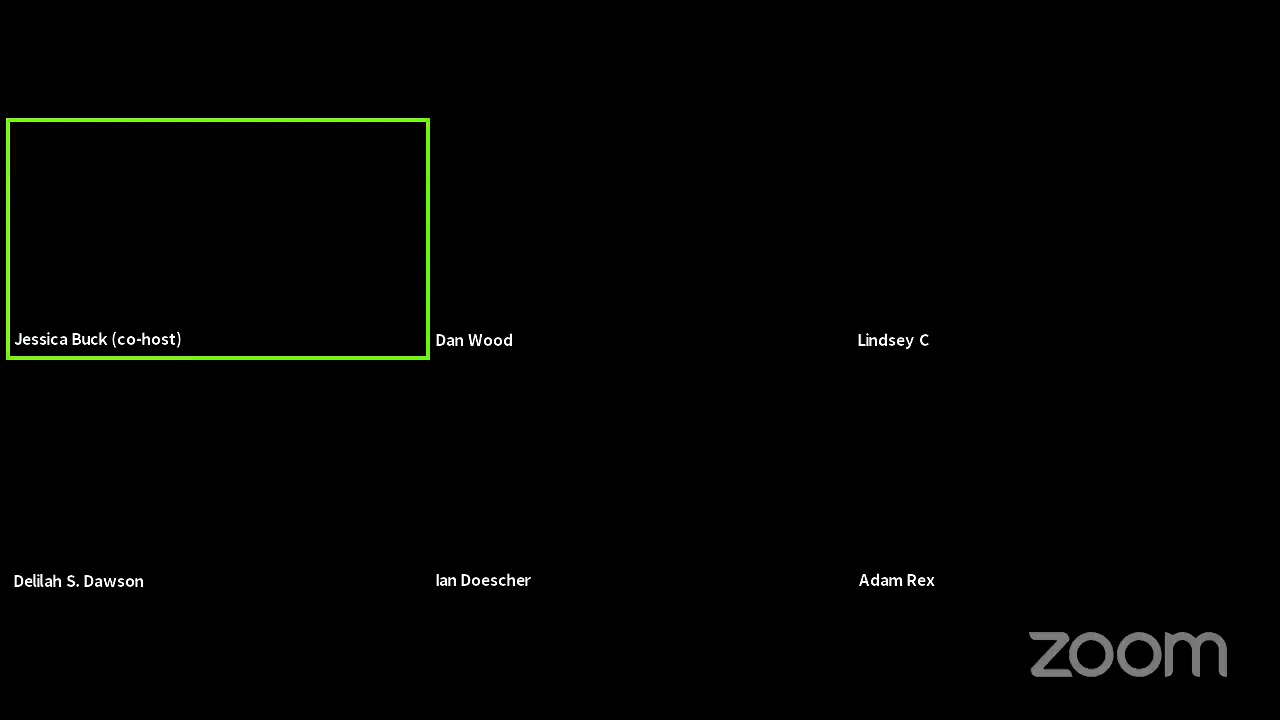 Jessica Buck (co-host)
Dan Wood
Lindsey C
Delilah S. Dawson
Ian Doescher
Adam Rex
zoom